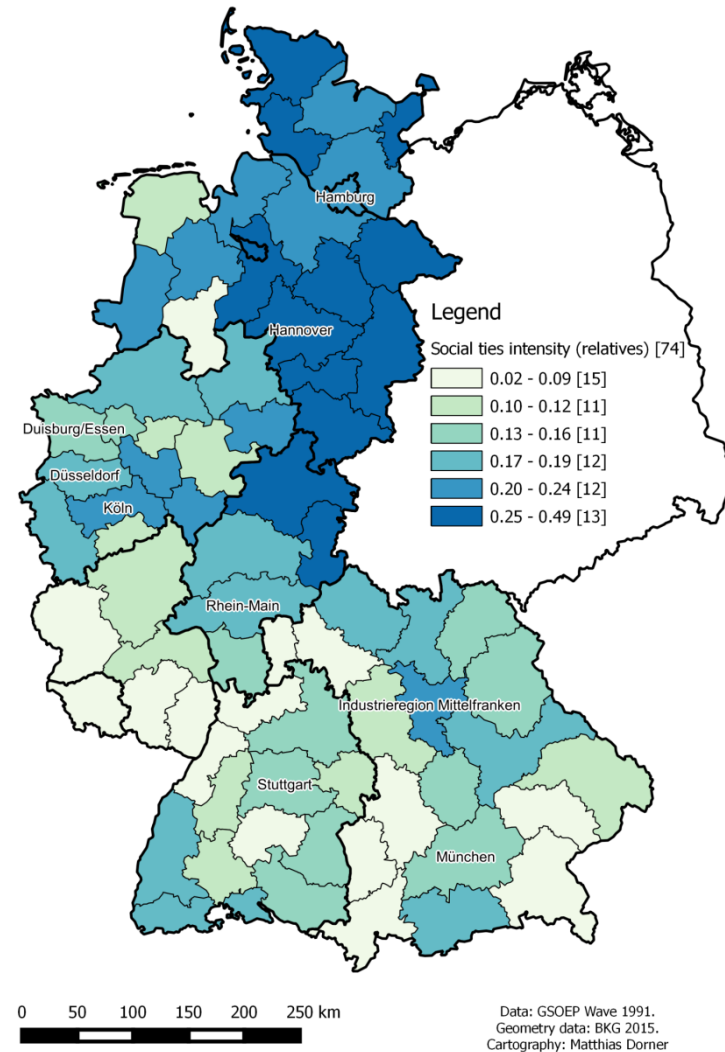 Hamburg
Hannover
Duisburg/Essen
Düsseldorf
Köln
Rhein-Main
Industrieregion Mittelfranken
Stuttgart
München
Legend
Social ties intensity (relatives) [74]
0.02 - 0.09 [15]
0.10 - 0.12 [11]
0.13 - 0.16 [11]
0.17 - 0.19 [12]
0.20 - 0.24 [12]
0.25 - 0.49 [13]
0 50 100 150 200 250 km
Data: GSOEP Wave 1991.
Geometry data: BKG 2015.
Cartography: Matthias Dorner